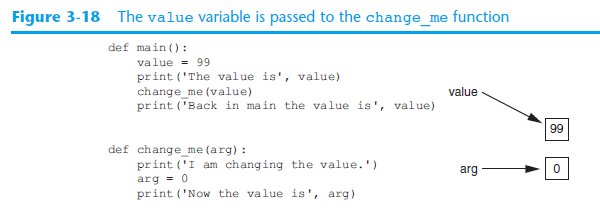 Figure 3-18 The value variable is passed to the change_me function
def main():
value = 99
print('The value is', value)
change_me(value)
print('Back in main the value is', value)
value
99
def change_me(arg):
print('I am changing the value.')
arg = 0
print('Now the value is', arg)
arg
0